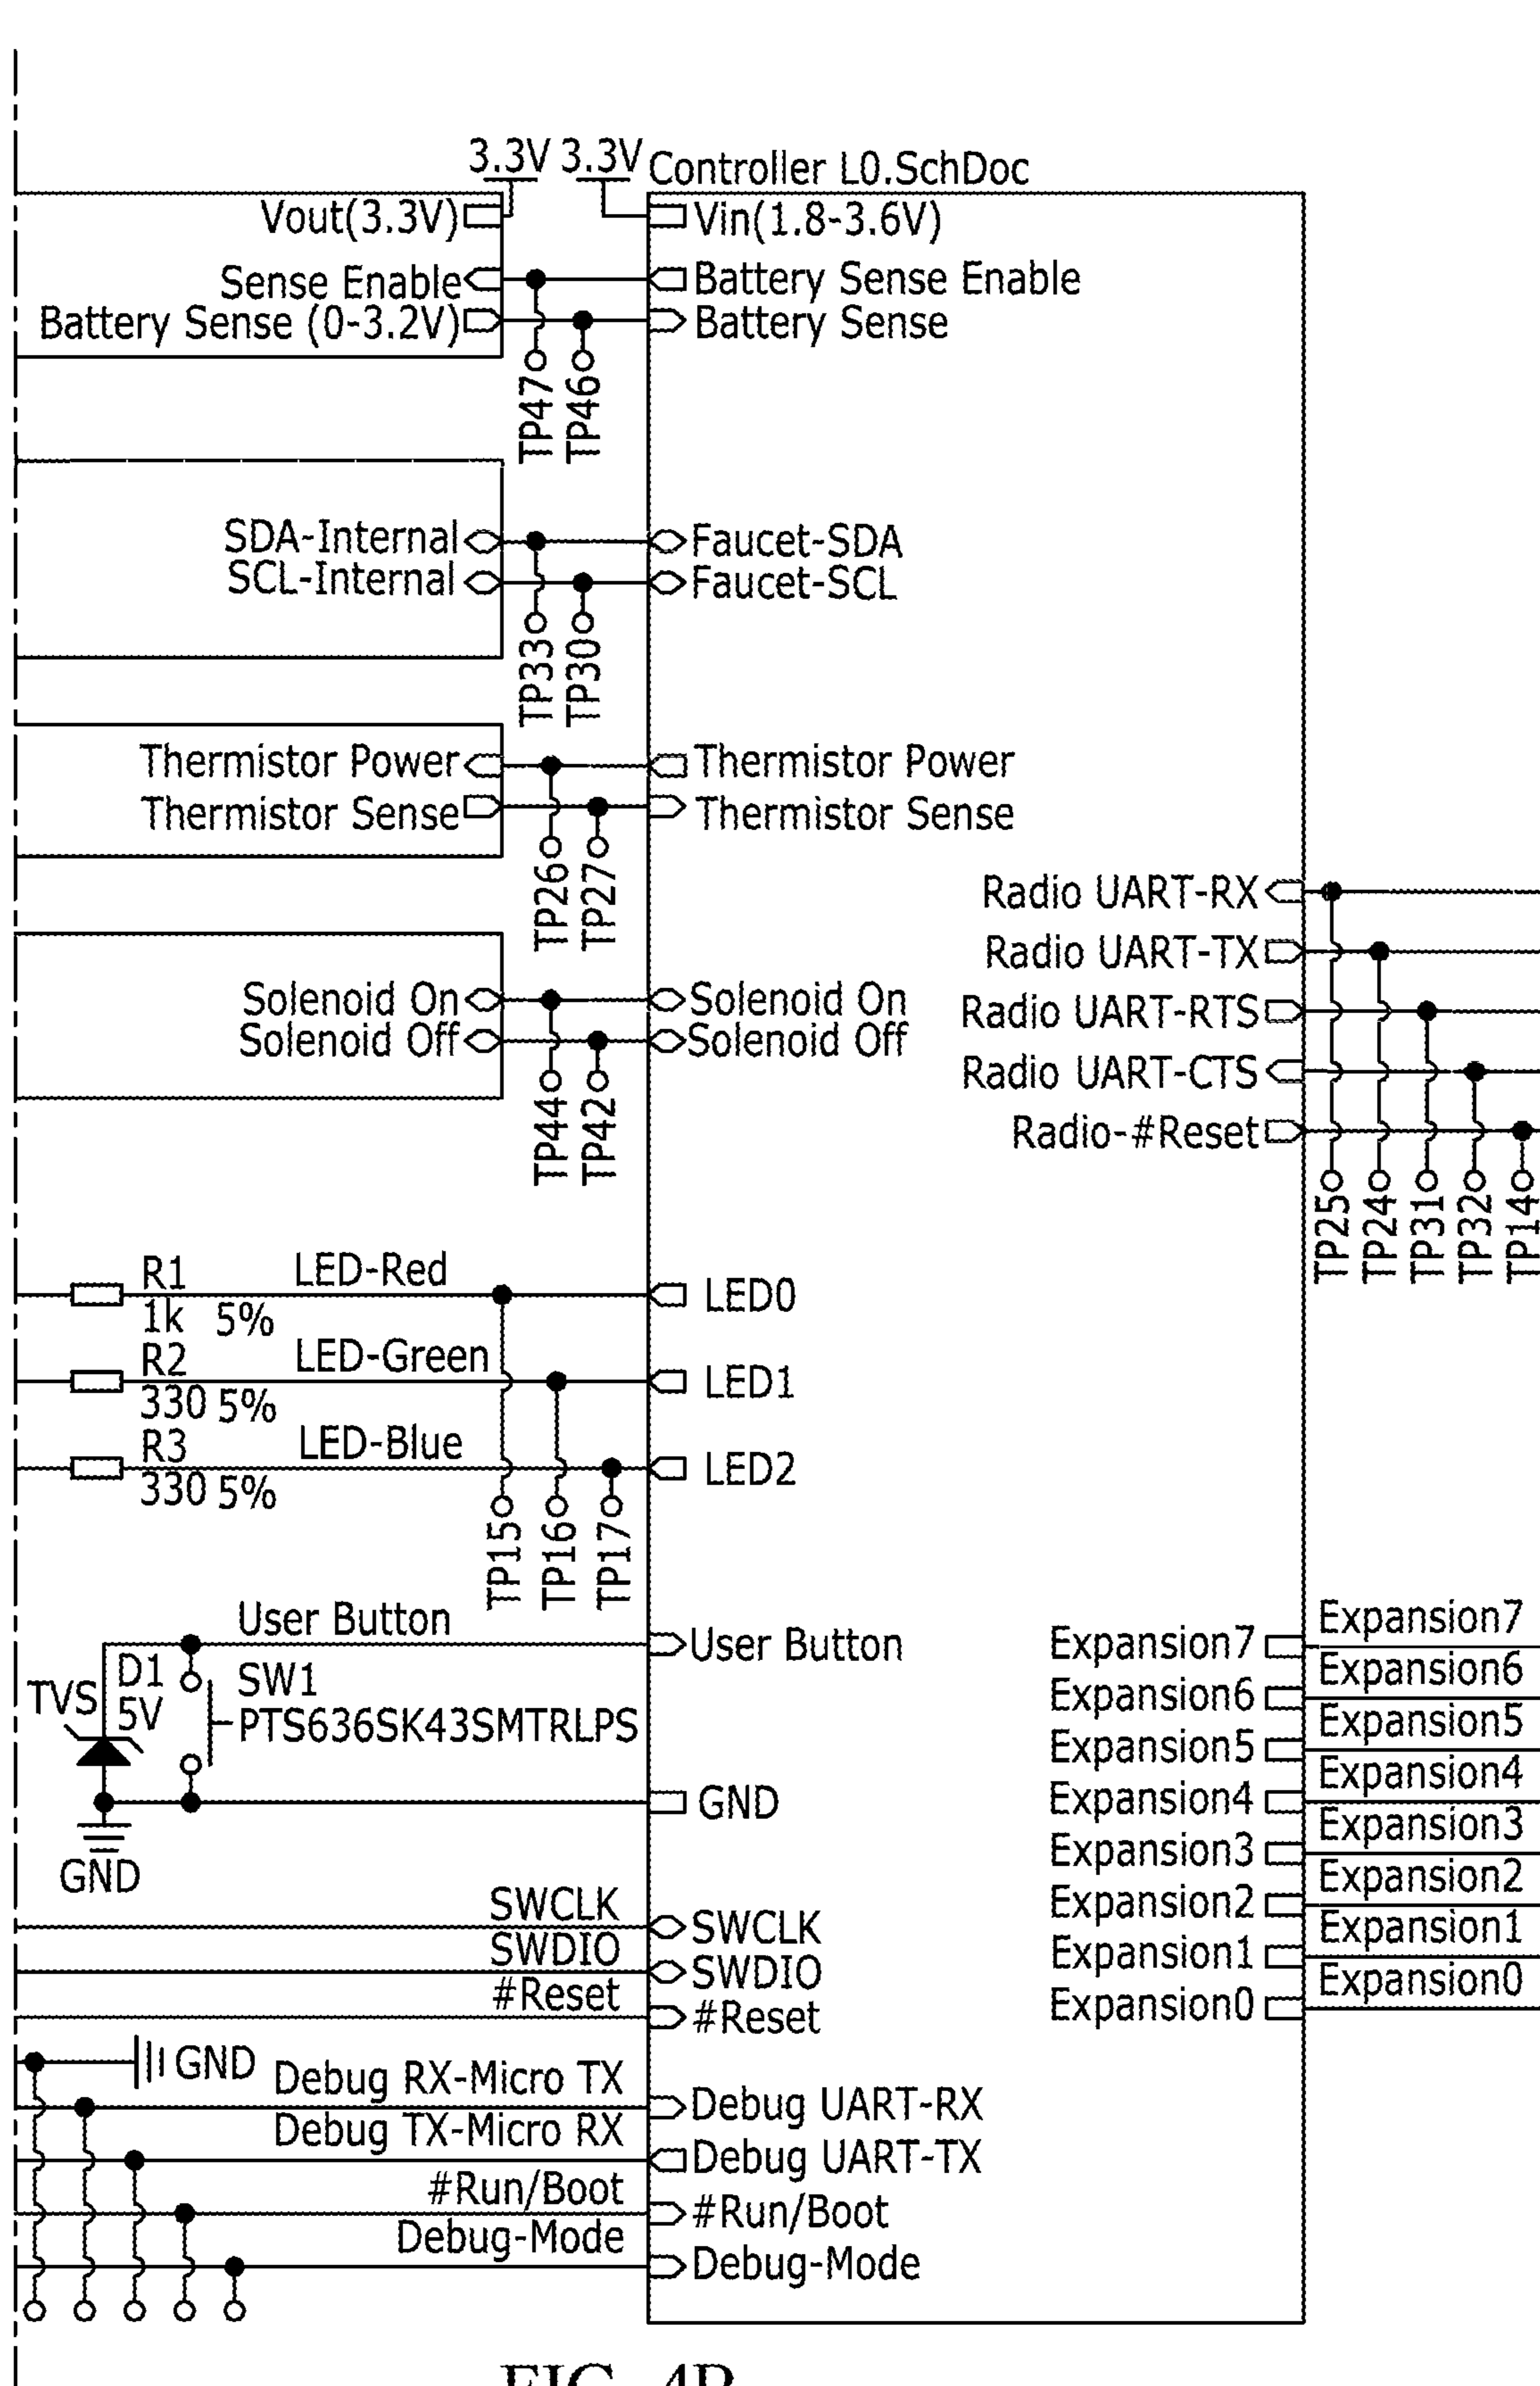 3.3V 3.3V Controller L0.SchDoc
Vout(3.3V) Vin(1.8-3.6V)
Sense Enable Battery Sense Enable
Battery Sense (0-3.2V) Battery Sense
TP47 TP46
SDA-Internal Faucet-SDA
SCL-Internal Faucet-SCL
TP33 TP30
Thermistor Power Thermistor Power
Thermistor Sense Thermistor Sense
TP26 TP27
Radio UART-RX
Radio UART-TX
Solenoid On Solenoid On Radio UART-RTS
Solenoid Off Solenoid Off
Radio UART-CTS
TP44 TP42
Radio-#Reset
TP25 TP24 TP31 TP32 TP14
R1 LED-Red LED0
1k 5%
R2 LED-Green LED1
330 5%
R3 LED-Blue LED2
330 5%
TP15 TP16 TP17
User Button User Button
TVS D1 5V
SW1
PTS636SK43SMTRLPS
GND
GND
Expansion7 Expansion7
Expansion6 Expansion6
Expansion5 Expansion5
Expansion4 Expansion4
Expansion3 Expansion3
Expansion2 Expansion2
Expansion1 Expansion1
Expansion0 Expansion0
SWCLK SWCLK
SWDIO SWDIO
#Reset #Reset
GND
Debug RX-Micro TX Debug UART-RX
Debug TX-Micro RX Debug UART-TX
#Run/Boot #Run/Boot
Debug-Mode Debug-Mode